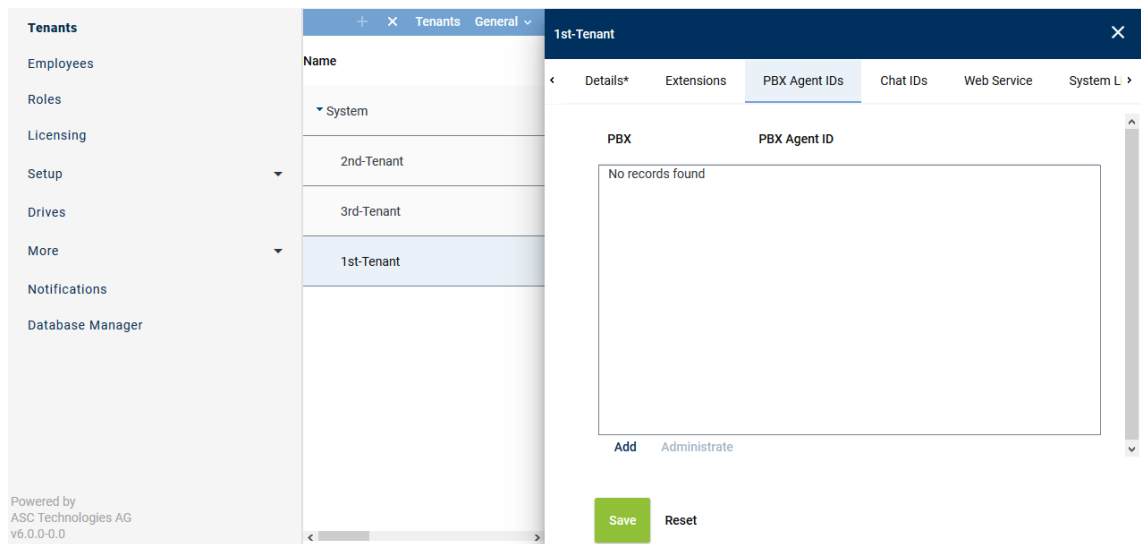 Tenants
Employees
Roles
Licensing
Setup
Drives
More
Notifications
Database Manager
Powered by
ASC Technologies AG
v6.0.0-0.0
+ × Tenants General
Name
System
2nd-Tenant
3rd-Tenant
1st-Tenant
1st-Tenant ×
Details* Extensions PBX Agent IDs Chat IDs Web Service System Li
PBX PBX Agent ID
No records found
Add Administrate
Save Reset